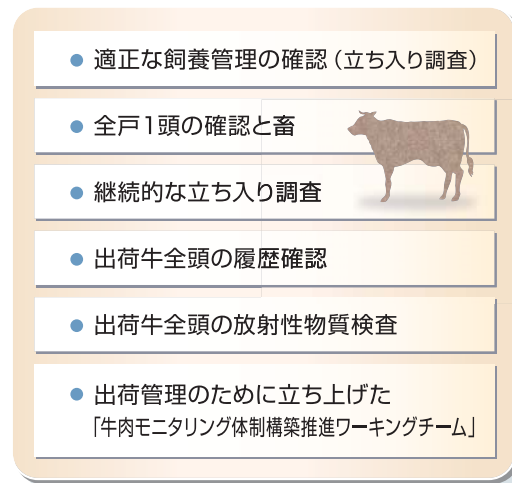 ● 適正な飼養管理の確認（立ち入り調査）
● 全戸1頭の確認と畜
● 継続的な立ち入り調査
● 出荷牛全頭の履歴確認
● 出荷牛全頭の放射性物質検査
● 出荷管理のために立ち上げた
「牛肉モニタリング体制構築推進ワーキングチーム」